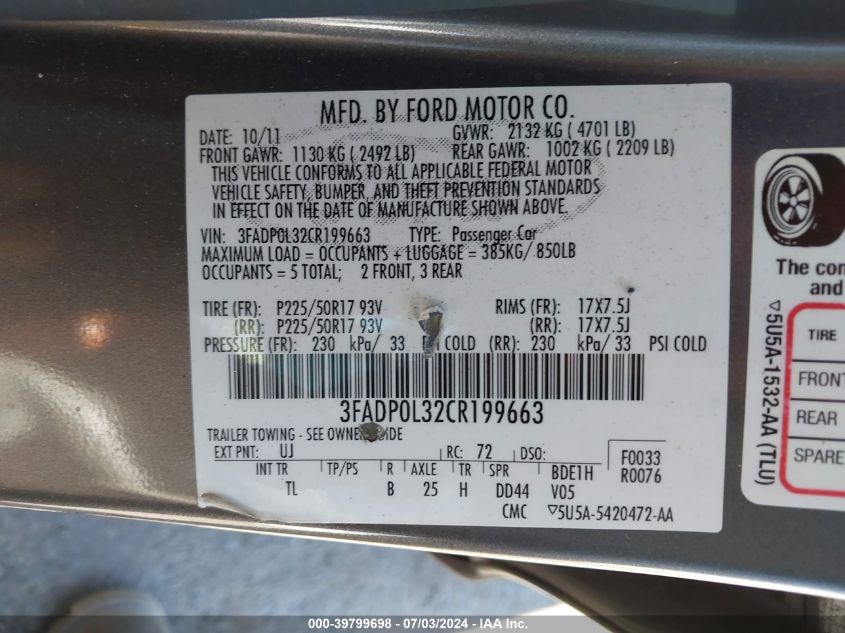 MFD. BY FORD MOTOR CO.
DATE: 10/11 GVWR: 2132 KG ( 4701 LB)
FRONT GAWR: 1130 KG ( 2492 LB) REAR GAWR: 1002 KG ( 2209 LB)
THIS VEHICLE CONFORMS TO ALL APPLICABLE FEDERAL MOTOR
VEHICLE SAFETY, BUMPER, AND THEFT PREVENTION STANDARDS
IN EFFECT ON THE DATE OF MANUFACTURE SHOWN ABOVE.
VIN: 3FADP0L32CR199663 TYPE: Passenger Car
MAXIMUM LOAD = OCCUPANTS + LUGGAGE = 385KG/ 850LB
OCCUPANTS = 5 TOTAL; 2 FRONT, 3 REAR
TIRE (FR): P225/50R17 93V RIMS (FR): 17X7.5J
(RR): P225/50R17 93V (RR): 17X7.5J
PRESSURE (FR): 230 kPa/ 33 PSI COLD (RR): 230 kPa/ 33 PSI COLD
3FADP0L32CR199663
TRAILER TOWING - SEE OWNERS GUIDE
EXT PNT: UJ RC: 72 DSO: F0033
INT TR TP/PS R AXLE TR SPR BDE1H R0076
TL B 25 H DD44 V05
CMC ▽5U5A-5420472-AA
The con
and
▽5U5A-1532-AA (TLU)
TIRE
FRONT
REAR
SPARE
000-39799698 - 07/03/2024 - IAA Inc.